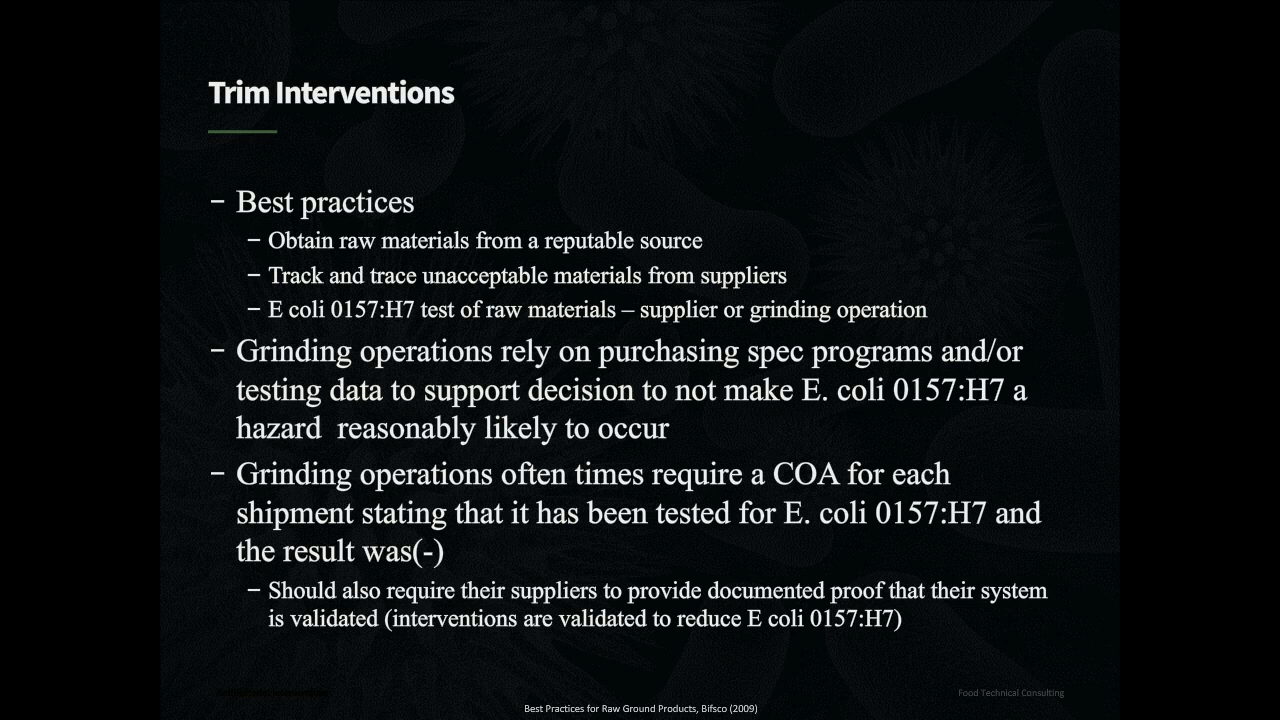 Trim Interventions
– Best practices
– Obtain raw materials from a reputable source
– Track and trace unacceptable materials from suppliers
– E coli 0157:H7 test of raw materials – supplier or grinding operation
– Grinding operations rely on purchasing spec programs and/or
testing data to support decision to not make E. coli 0157:H7 a
hazard  reasonably likely to occur
– Grinding operations often times require a COA for each
shipment stating that it has been tested for E. coli 0157:H7 and
the result was(-)
– Should also require their suppliers to provide documented proof that their system
is validated (interventions are validated to reduce E coli 0157:H7)
Food Technical Consulting
Best Practices for Raw Ground Products, Bifsco (2009)